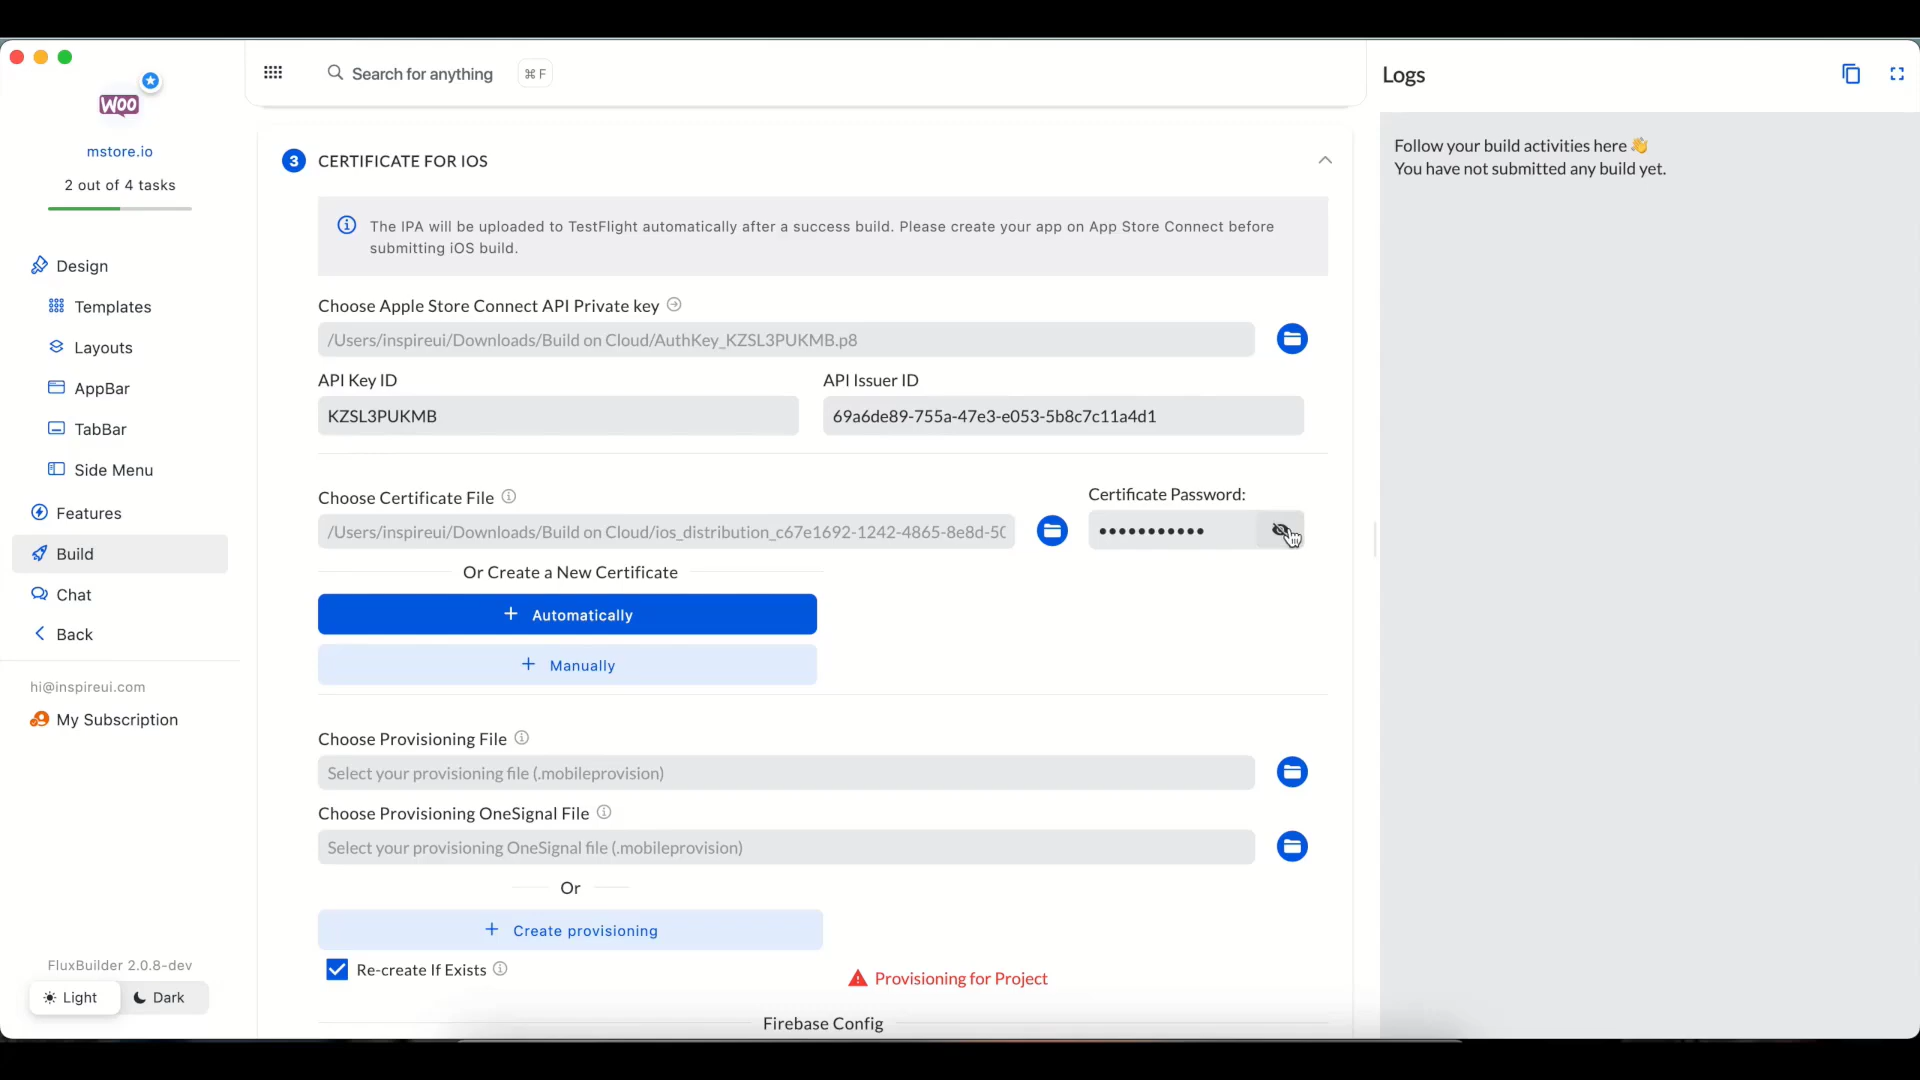 WOO
mstore.io
2 out of 4 tasks
Design
Templates
Layouts
AppBar
TabBar
Side Menu
Features
Build
Chat
Back
hi@inspireui.com
My Subscription
FluxBuilder 2.0.8-dev
Light
Dark
Search for anything
⌘ F
3 CERTIFICATE FOR IOS
The IPA will be uploaded to TestFlight automatically after a success build. Please create your app on App Store Connect before
submitting iOS build.
Choose Apple Store Connect API Private key
/Users/inspireui/Downloads/Build on Cloud/AuthKey_KZSL3PUKMB.p8
API Key ID
API Issuer ID
KZSL3PUKMB
69a6de89-755a-47e3-e053-5b8c7c11a4d1
Choose Certificate File
Certificate Password:
/Users/inspireui/Downloads/Build on Cloud/ios_distribution_c67e1692-1242-4865-8e8d-50
•••••••••••
Or Create a New Certificate
+ Automatically
+ Manually
Choose Provisioning File
Select your provisioning file (.mobileprovision)
Choose Provisioning OneSignal File
Select your provisioning OneSignal file (.mobileprovision)
Or
+ Create provisioning
Re-create If Exists
Provisioning for Project
Firebase Config
Logs
Follow your build activities here 👋
You have not submitted any build yet.